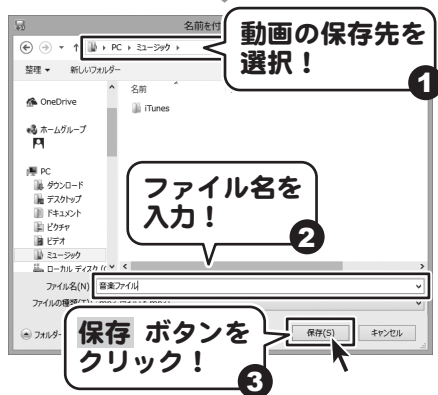 名前を付
PC ▸ ミュージック ▸
動画の保存先を
選択！
1
整理 ▼ 新しいフォルダー
名前
OneDrive
iTunes
ホームグループ
PC
ダウンロード
デスクトップ
ドキュメント
ピクチャ
ビデオ
ミュージック
ローカル ディスク (C
ファイル名を
入力！
2
ファイル名(N): 音楽ファイル
ファイルの種類(T):
フォルダー
保存(S)
キャンセル
保存 ボタンを
クリック！
3